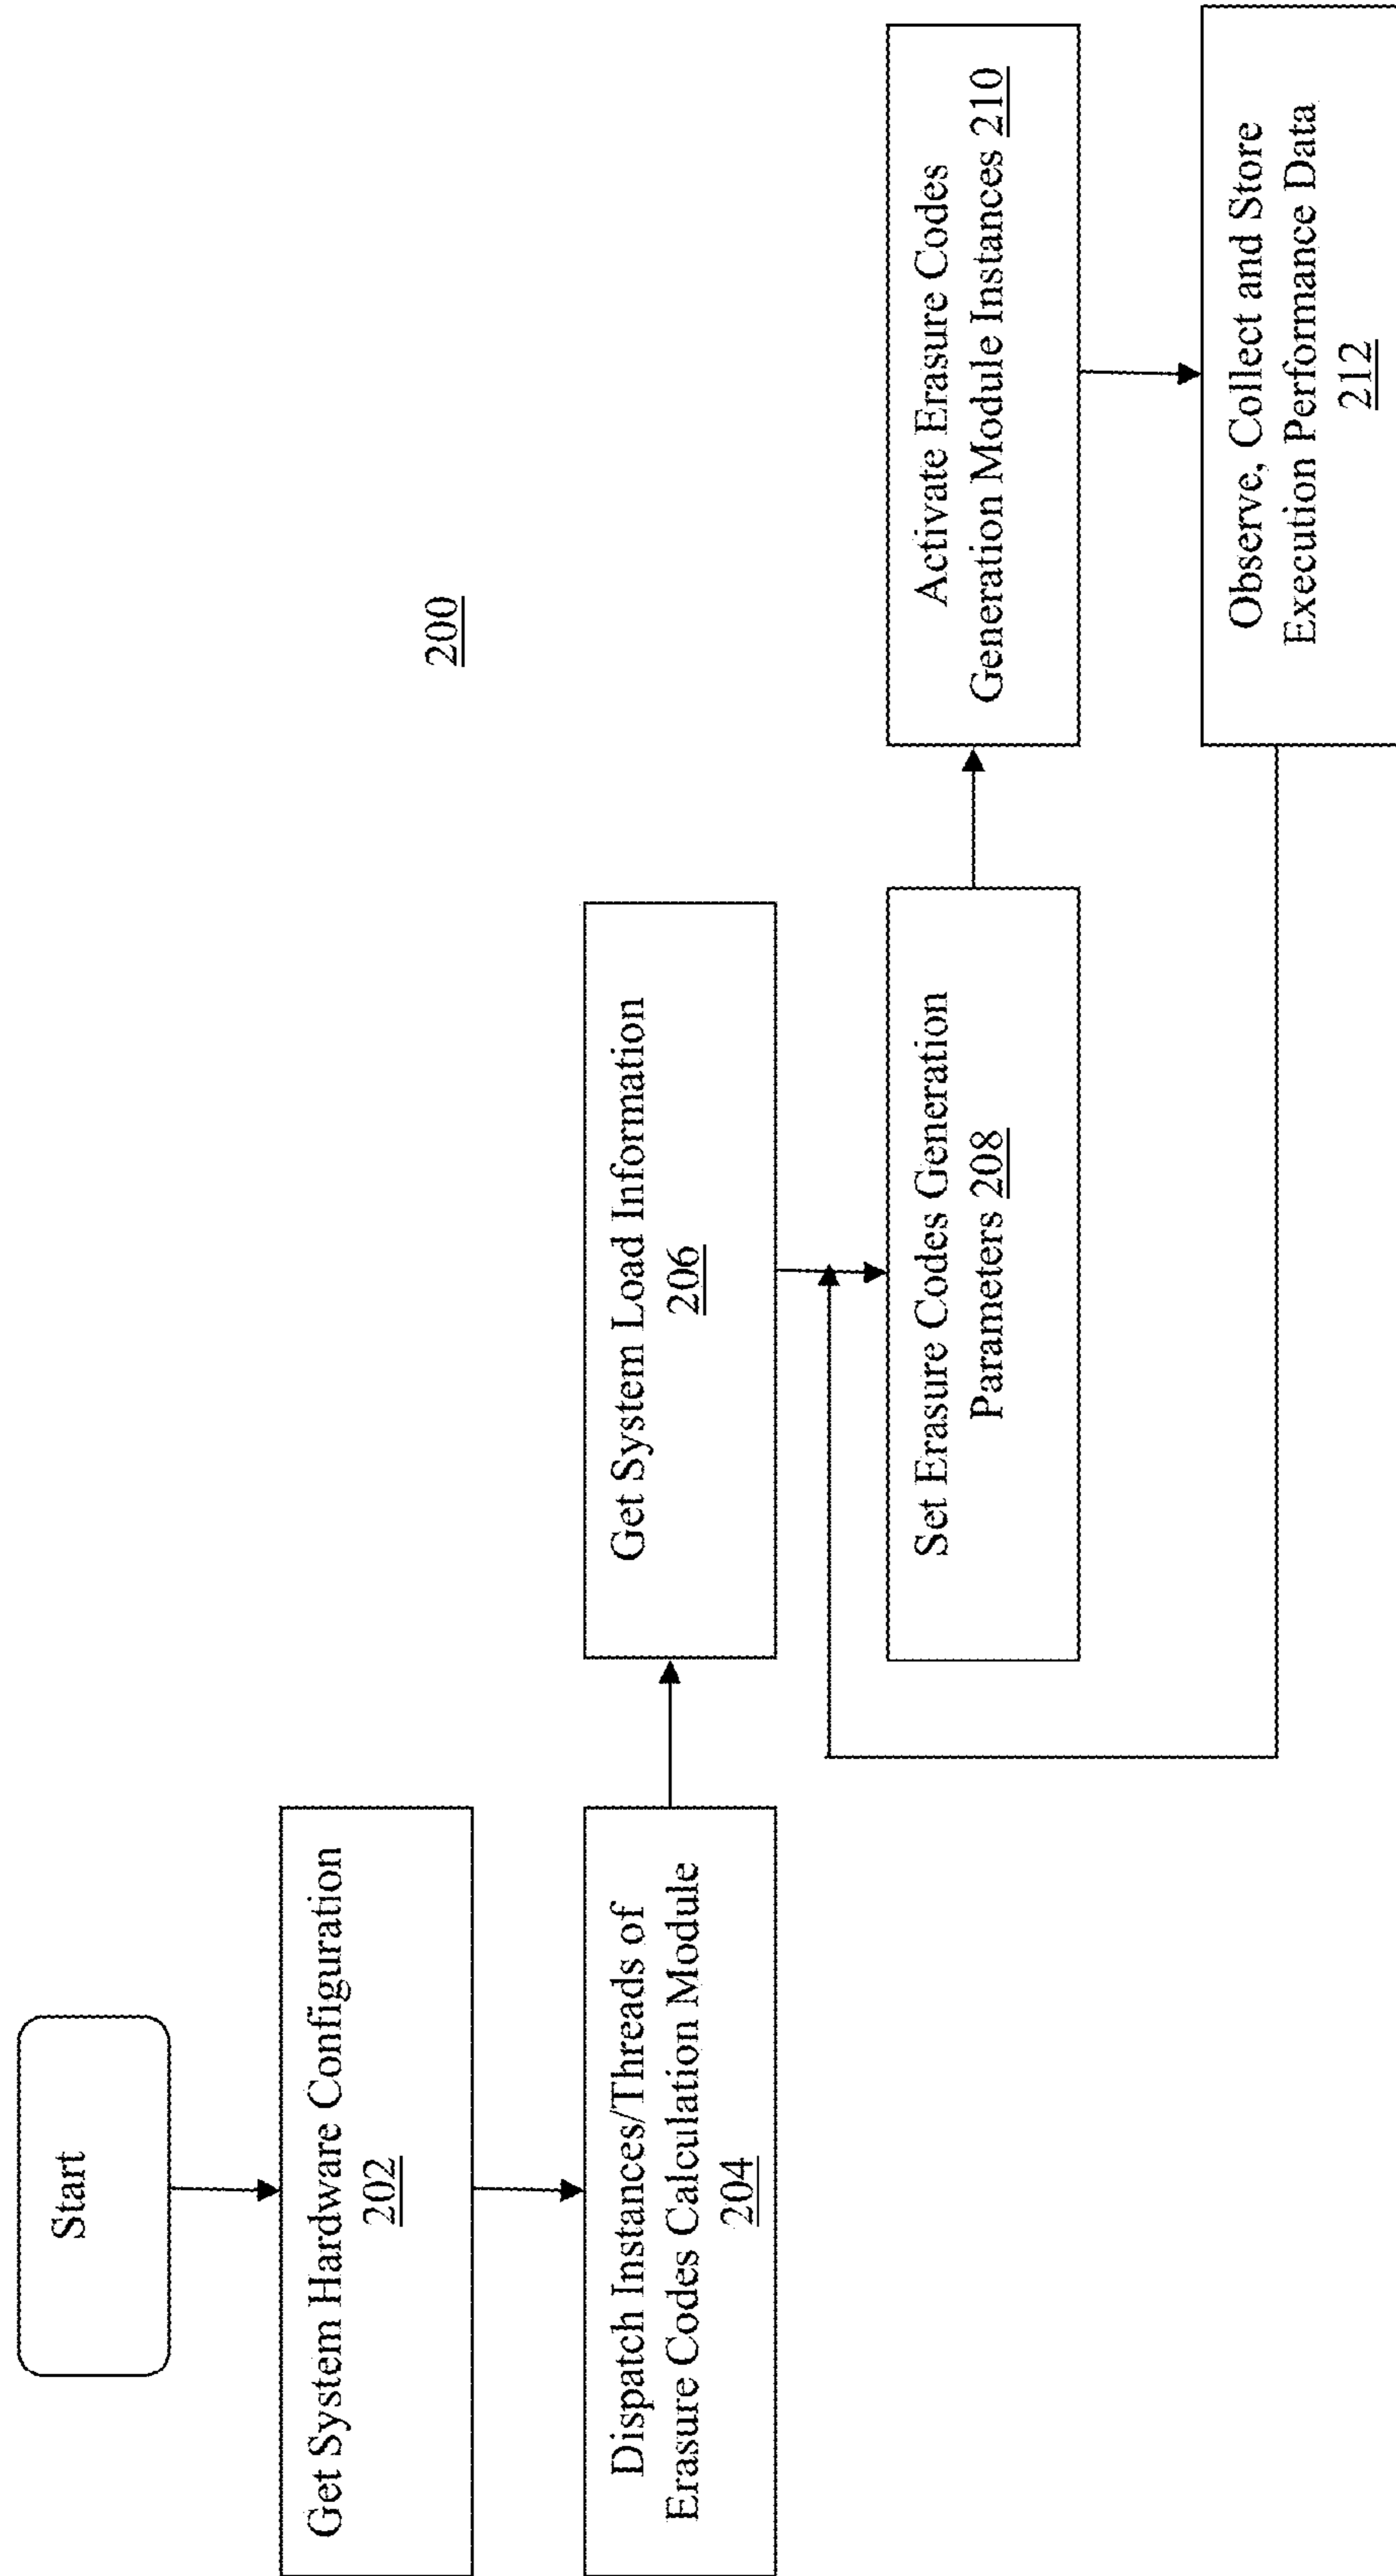 200
Start
Get System Hardware Configuration
202
Dispatch Instances/Threads of
Erasure Codes Calculation Module
204
Get System Load Information
206
Set Erasure Codes Generation
Parameters 208
Activate Erasure Codes
Generation Module Instances 210
Observe, Collect and Store
Execution Performance Data
212